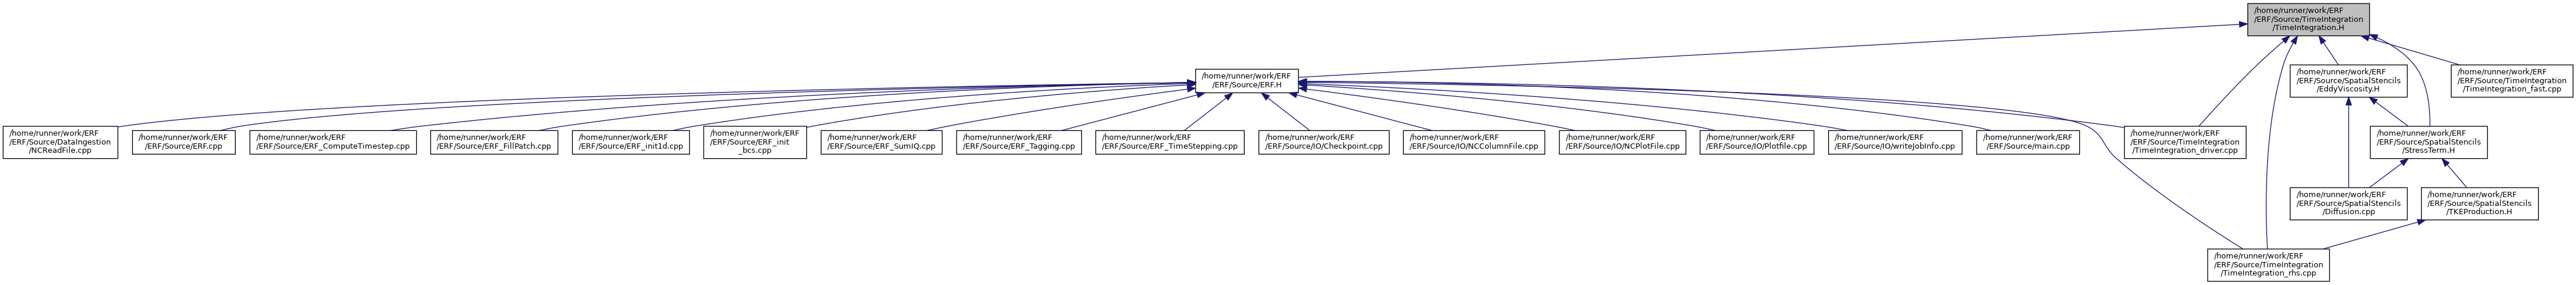 /home/runner/work/ERF
/ERF/Source/TimeIntegration
/TimeIntegration.H
/home/runner/work/ERF
/ERF/Source/ERF.H
/home/runner/work/ERF
/ERF/Source/SpatialStencils
/EddyViscosity.H
/home/runner/work/ERF
/ERF/Source/TimeIntegration
/TimeIntegration_fast.cpp
/home/runner/work/ERF
/ERF/Source/DataIngestion
/NCReadFile.cpp
/home/runner/work/ERF
/ERF/Source/ERF.cpp
/home/runner/work/ERF
/ERF/Source/ERF_ComputeTimestep.cpp
/home/runner/work/ERF
/ERF/Source/ERF_FillPatch.cpp
/home/runner/work/ERF
/ERF/Source/ERF_init1d.cpp
/home/runner/work/ERF
/ERF/Source/ERF_init
_bcs.cpp
/home/runner/work/ERF
/ERF/Source/ERF_SumIQ.cpp
/home/runner/work/ERF
/ERF/Source/ERF_Tagging.cpp
/home/runner/work/ERF
/ERF/Source/ERF_TimeStepping.cpp
/home/runner/work/ERF
/ERF/Source/IO/Checkpoint.cpp
/home/runner/work/ERF
/ERF/Source/IO/NCColumnFile.cpp
/home/runner/work/ERF
/ERF/Source/IO/NCPlotFile.cpp
/home/runner/work/ERF
/ERF/Source/IO/Plotfile.cpp
/home/runner/work/ERF
/ERF/Source/IO/writeJobInfo.cpp
/home/runner/work/ERF
/ERF/Source/main.cpp
/home/runner/work/ERF
/ERF/Source/TimeIntegration
/TimeIntegration_driver.cpp
/home/runner/work/ERF
/ERF/Source/SpatialStencils
/StressTerm.H
/home/runner/work/ERF
/ERF/Source/SpatialStencils
/Diffusion.cpp
/home/runner/work/ERF
/ERF/Source/SpatialStencils
/TKEProduction.H
/home/runner/work/ERF
/ERF/Source/TimeIntegration
/TimeIntegration_rhs.cpp